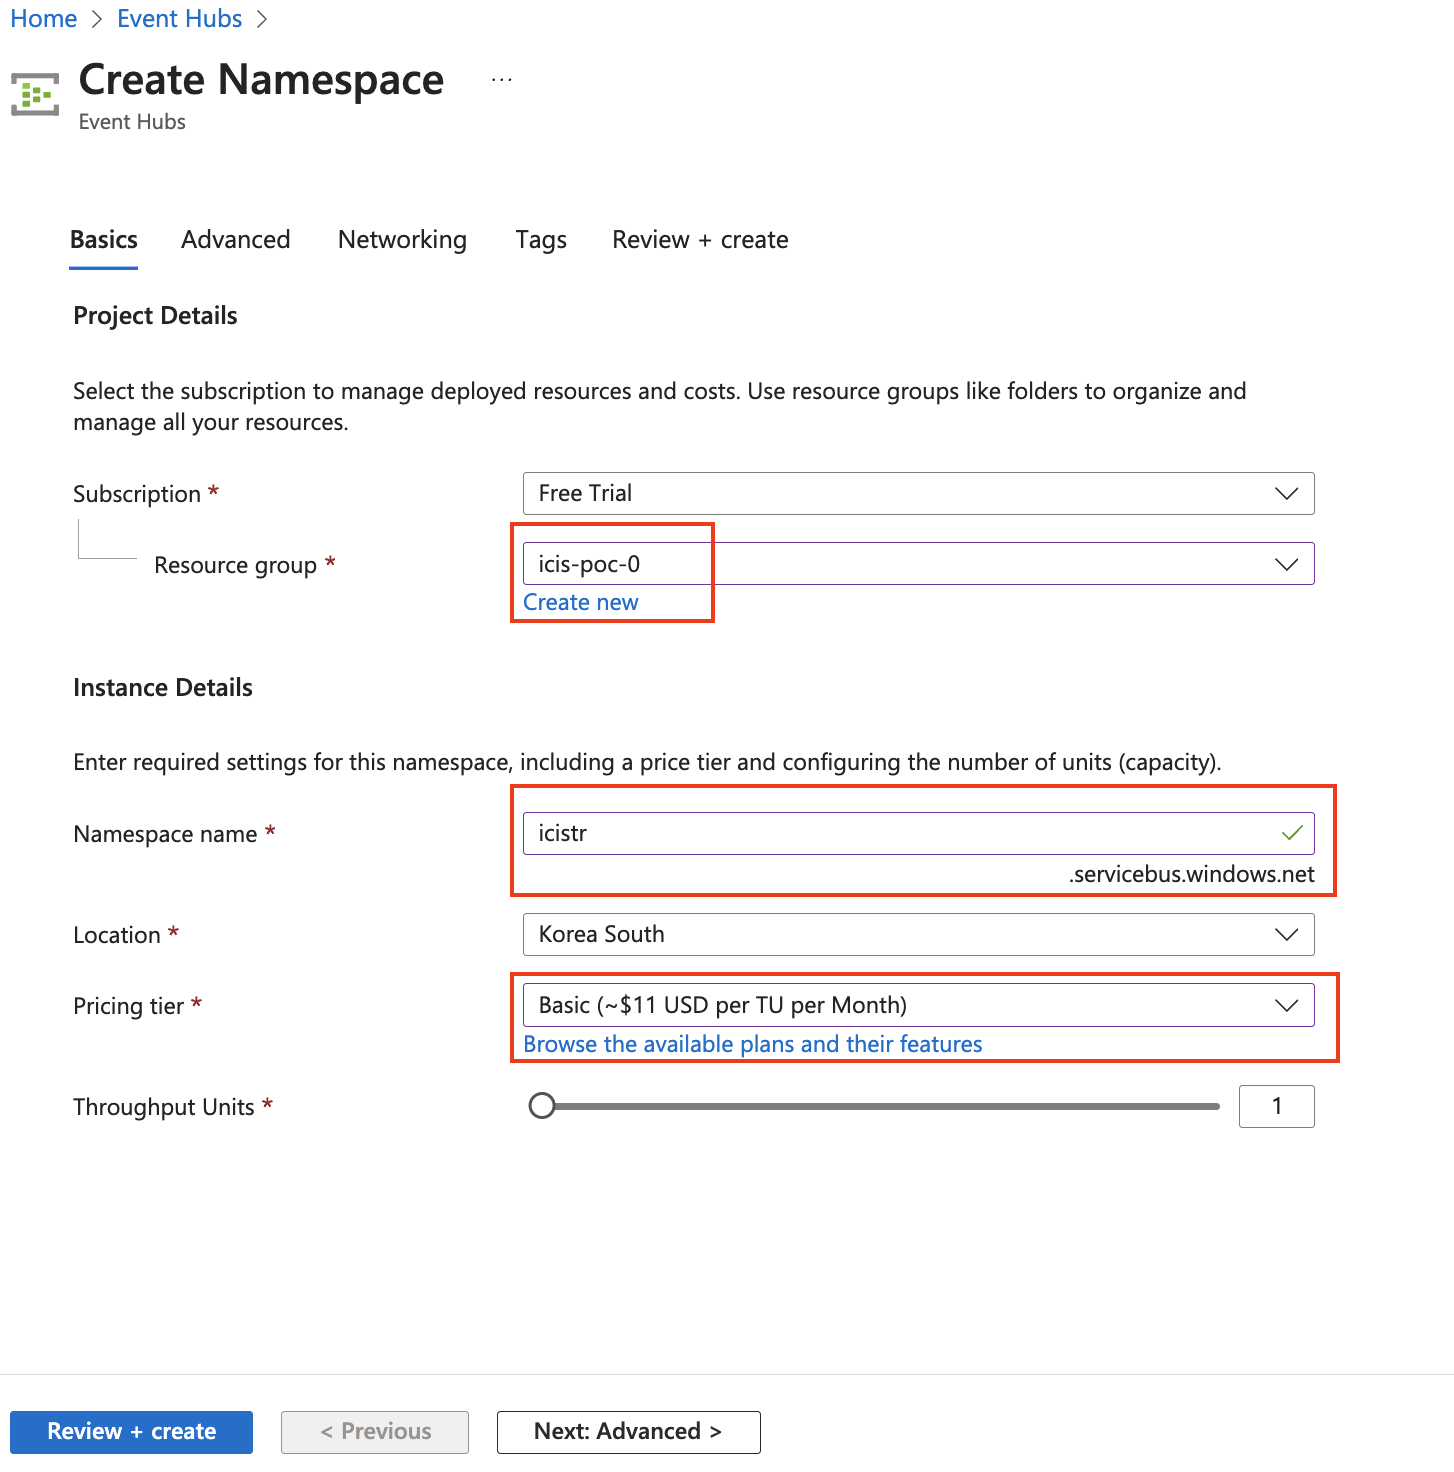 Home > Event Hubs >
Create Namespace ...
Event Hubs
Basics Advanced Networking Tags Review + create
Project Details
Select the subscription to manage deployed resources and costs. Use resource groups like folders to organize and
manage all your resources.
Subscription * Free Trial
Resource group * icis-poc-0
Create new
Instance Details
Enter required settings for this namespace, including a price tier and configuring the number of units (capacity).
Namespace name * icistr
.servicebus.windows.net
Location * Korea South
Pricing tier * Basic (~$11 USD per TU per Month)
Browse the available plans and their features
Throughput Units * 1
Review + create < Previous Next: Advanced >